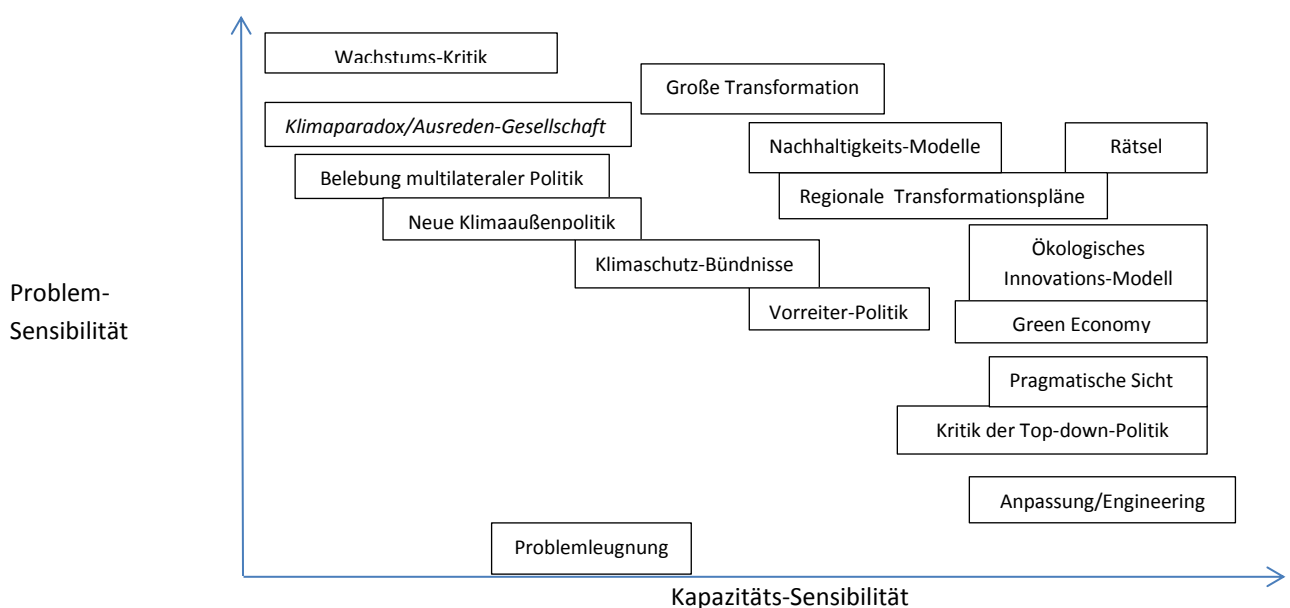 Wachstums-Kritik
Große Transformation
Klimaparadox/Ausreden-Gesellschaft
Nachhaltigkeits-Modelle
Rätsel
Belebung multilateraler Politik
Regionale Transformationspläne
Neue Klimaaußenpolitik
Ökologisches
Innovations-Modell
Klimaschutz-Bündnisse
Problem-
Sensibilität
Vorreiter-Politik
Green Economy
Pragmatische Sicht
Kritik der Top-down-Politik
Anpassung/Engineering
Problemleugnung
Kapazitäts-Sensibilität